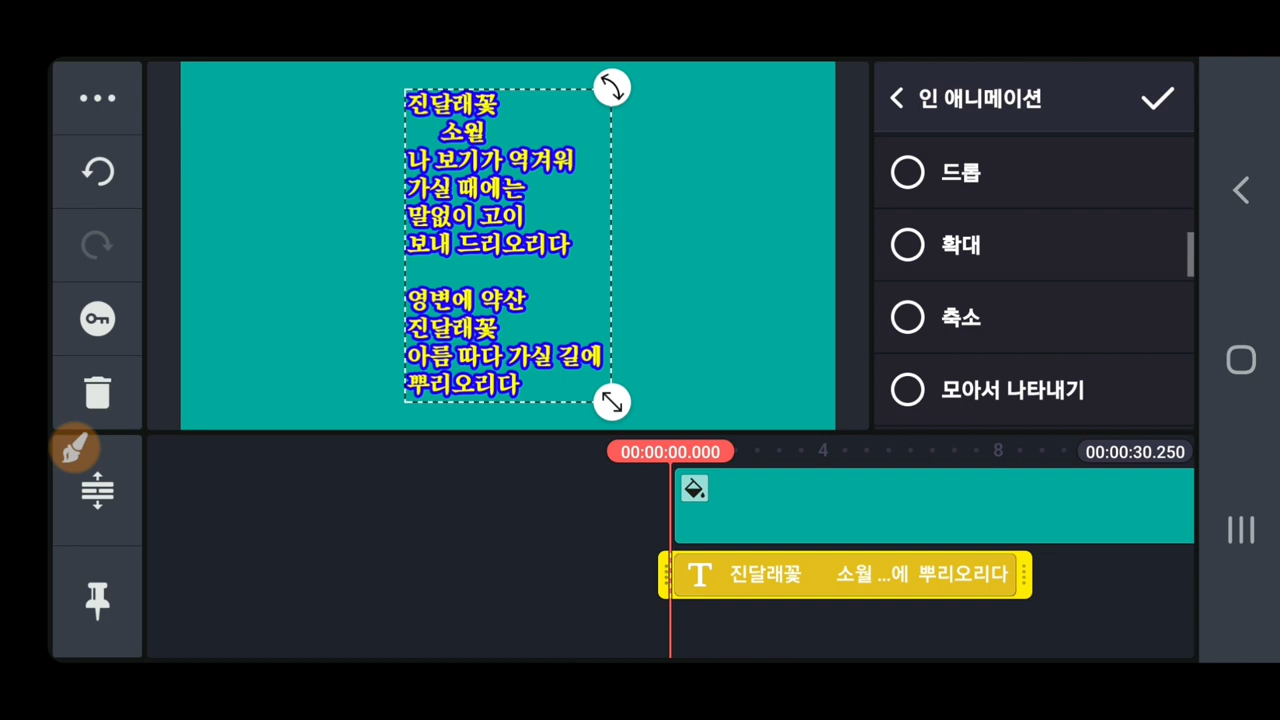 진달래꽃
소월
나 보기가 역겨워
가실 때에는
말없이 고이
보내 드리오리다
영변에 약산
진달래꽃
아름 따다 가실 길에
뿌리오리다
인 애니메이션
드롭
확대
축소
모아서 나타내기
00:00:00.000
4
8
00:00:30.250
T 진달래꽃 소월 ...에 뿌리오리다